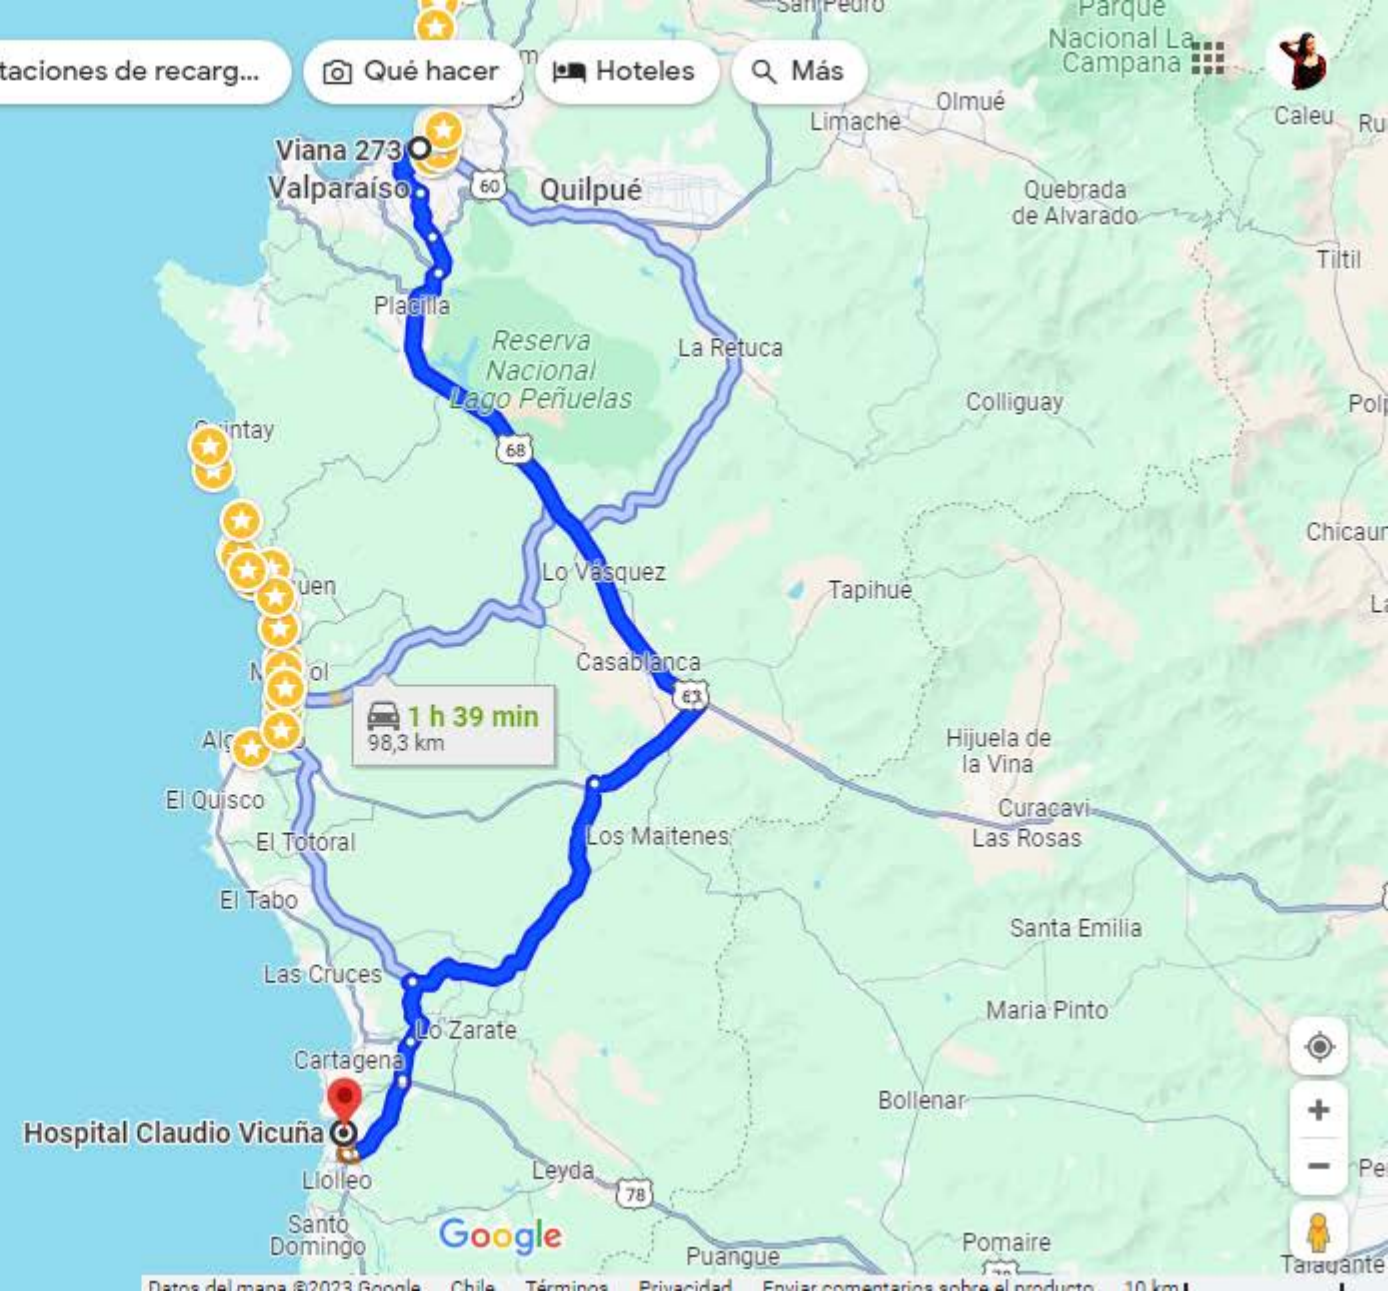 San Pedro
Parque
Nacional La
Campana
taciones de recarg...
Qué hacer
Hoteles
Más
Olmué
Limache
Caleu
Viana 273
Valparaíso
60
Quilpué
Quebrada
de Alvarado
Tiltil
Placilla
Reserva
Nacional
Lago Peñuelas
La Retuca
Colliguay
68
Lo Vásquez
Tapihue
Casablanca
1 h 39 min
98,3 km
Hijuela de
la Vina
El Quisco
Curacavi
Las Rosas
El Totoral
Los Maitenes
El Tabo
Santa Emilia
Las Cruces
Maria Pinto
Lo Zarate
Cartagena
Bollenar
Hospital Claudio Vicuña
Llolleo
Leyda
78
Santo
Domingo
Google
Puangue
Pomaire
Talagante
Datos del mapa ©2023 Google Chile Términos Privacidad Enviar comentarios sobre el producto 10 km